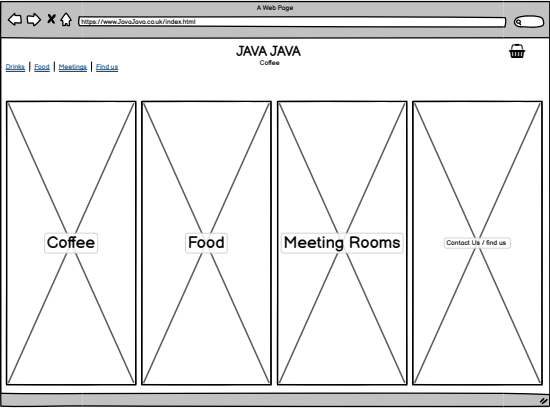 A Web Page
https://www.JavaJava.co.uk/index.html
JAVA JAVA
Coffee
Drinks | Food | Meetings | Find us
Coffee
Food
Meeting Rooms
Contact Us / find us